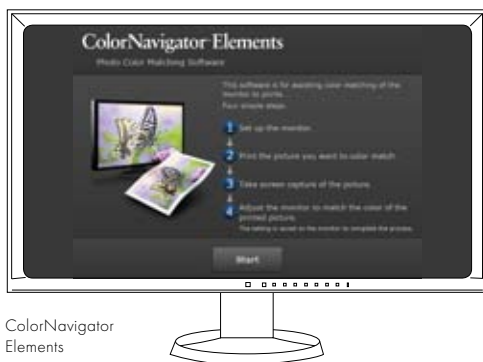 ColorNavigator Elements
Photo Color Matching Software
This software is for assisting color matching of the
monitor to prints.
Four simple steps.
1 Set up the monitor.
2 Print the picture you want to color match.
3 Take screen capture of the picture.
4 Adjust the monitor to match the color of the
printed picture.
The setting is saved to the monitor to complete the process.
Start
ColorNavigator
Elements